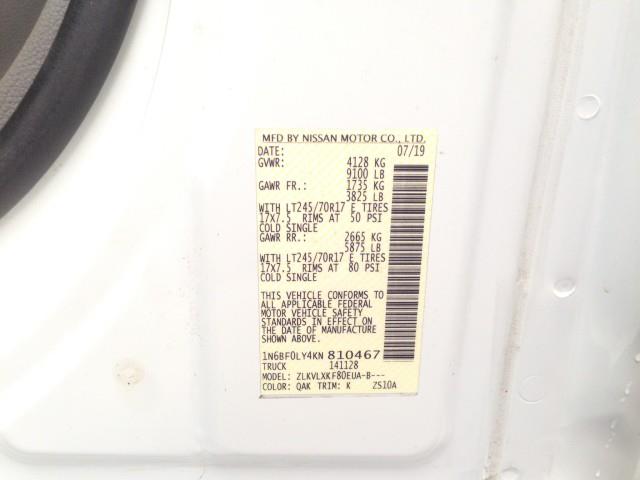 MFD BY NISSAN MOTOR CO., LTD.
DATE: 07/19
GVWR: 4128 KG
9100 LB
GAWR FR.: 1735 KG
3825 LB
WITH LT245/70R17 E TIRES
17X7.5 RIMS AT 50 PSI
COLD SINGLE
GAWR RR.: 2665 KG
5875 LB
WITH LT245/70R17 E TIRES
17X7.5 RIMS AT 80 PSI
COLD SINGLE
THIS VEHICLE CONFORMS TO
ALL APPLICABLE FEDERAL
MOTOR VEHICLE SAFETY
STANDARDS IN EFFECT ON
THE DATE OF MANUFACTURE
SHOWN ABOVE.
1N6BF0LY4KN 810467
TRUCK 141128
MODEL: ZLKVLXKF80EUA-B---
COLOR: QAK TRIM: K ZS10A